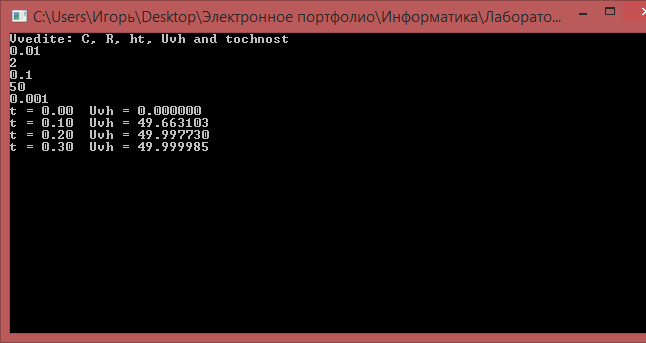 C:\Users\Игорь\Desktop\Электронное портфолио\Информатика\Лаборато...
Vvedite: C, R, ht, Uvh and tochnost
0.01
2
0.1
50
0.001
t = 0.00  Uvh = 0.000000
t = 0.10  Uvh = 49.663103
t = 0.20  Uvh = 49.997730
t = 0.30  Uvh = 49.999985